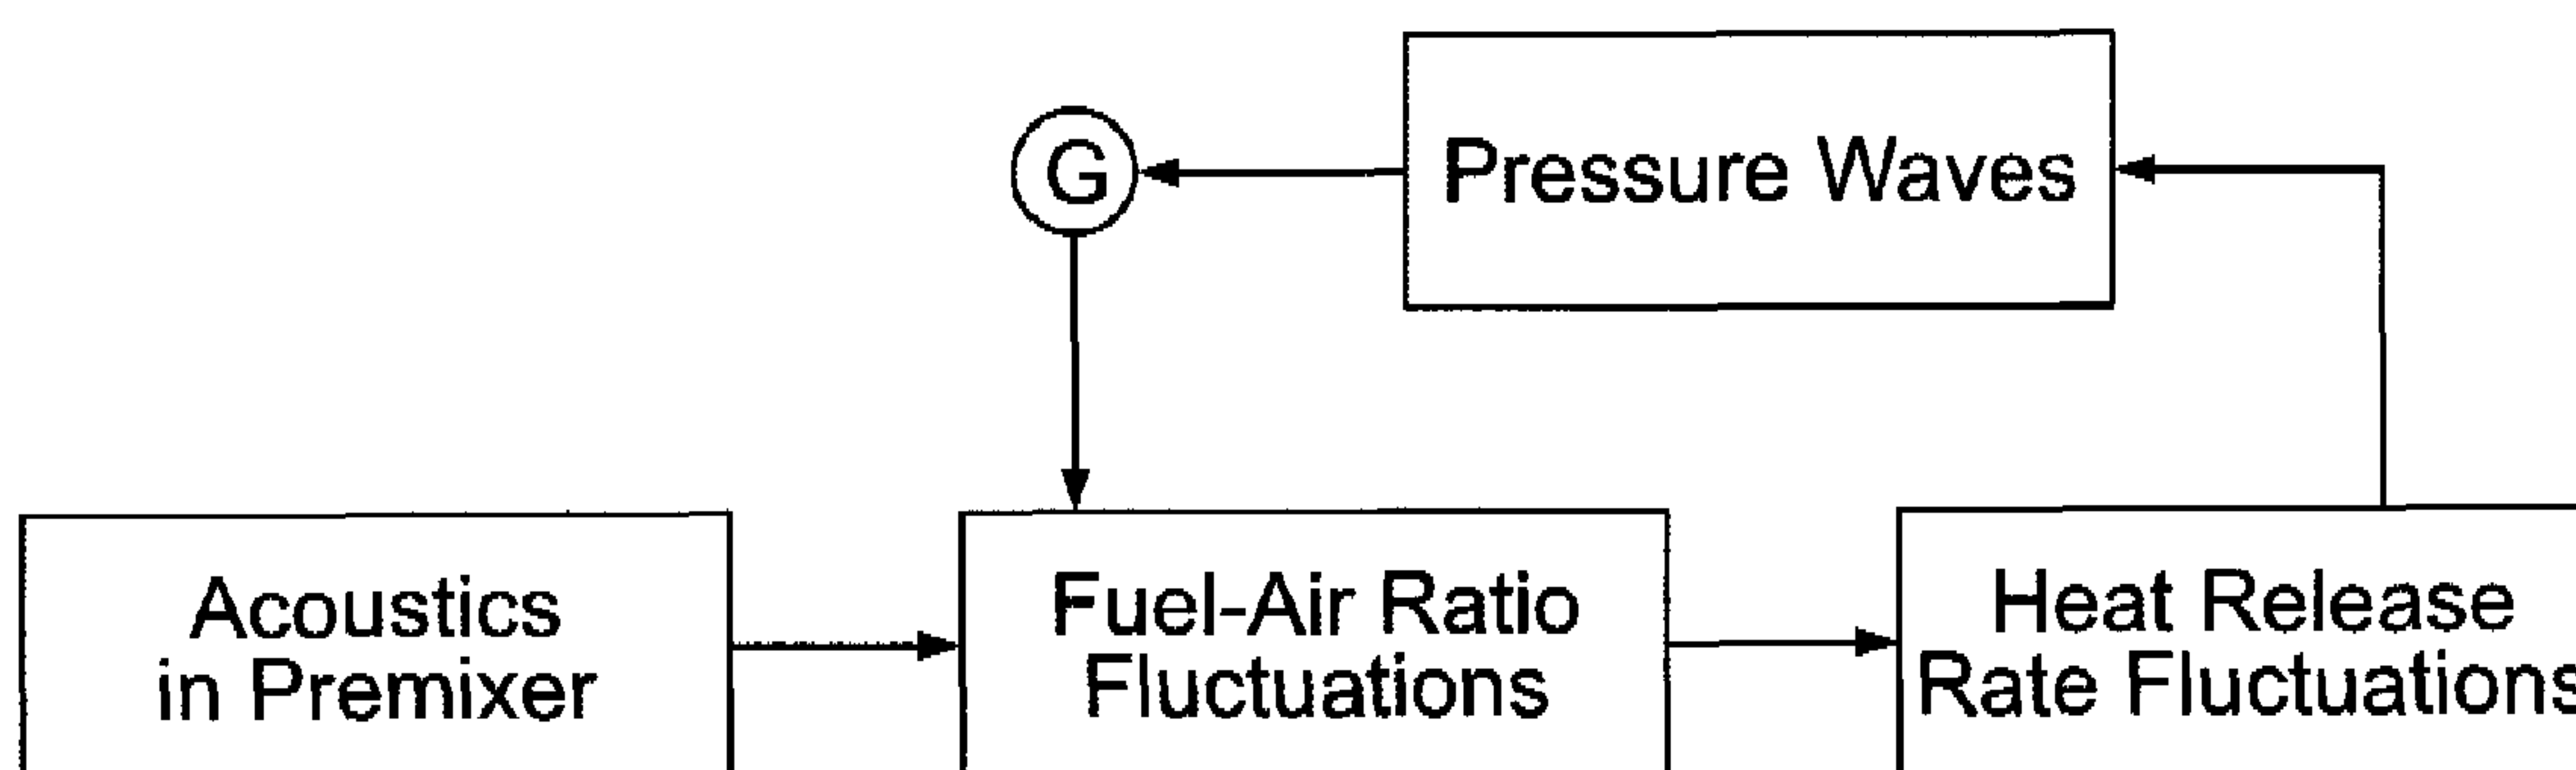 G
Pressure Waves
Acoustics
in Premixer
Fuel-Air Ratio
Fluctuations
Heat Release
Rate Fluctuations